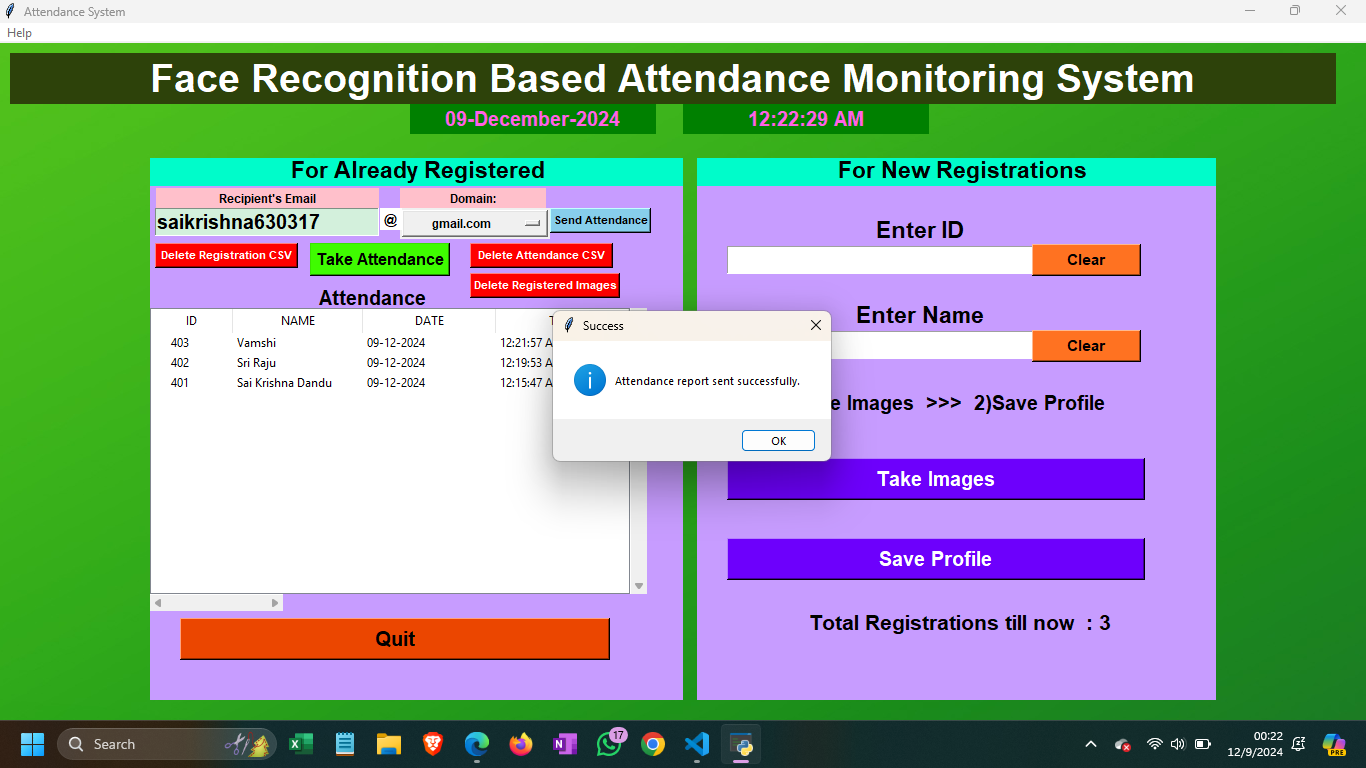 Attendance System
Help
Face Recognition Based Attendance Monitoring System
09-December-2024
12:22:29 AM
For Already Registered
Recipient's Email
Domain:
saikrishna630317
@
gmail.com
Send Attendance
Delete Registration CSV
Take Attendance
Delete Attendance CSV
Delete Registered Images
Attendance
ID NAME DATE
403 Vamshi 09-12-2024 12:21:57 A
402 Sri Raju 09-12-2024 12:19:53 A
401 Sai Krishna Dandu 09-12-2024 12:15:47 A
Quit
Success
Attendance report sent successfully.
OK
For New Registrations
Enter ID
Clear
Enter Name
Clear
e Images >>> 2)Save Profile
Take Images
Save Profile
Total Registrations till now : 3
Search
17
00:22
12/9/2024
PRE